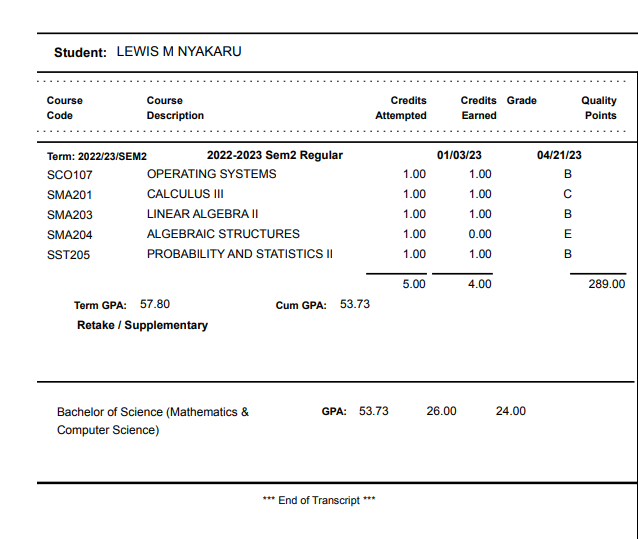 Student: LEWIS M NYAKARU
Course Course Credits Credits Grade Quality
Code Description Attempted Earned Points
Term: 2022/23/SEM2 2022-2023 Sem2 Regular 01/03/23 04/21/23
SCO107 OPERATING SYSTEMS 1.00 1.00 B
SMA201 CALCULUS III 1.00 1.00 C
SMA203 LINEAR ALGEBRA II 1.00 1.00 B
SMA204 ALGEBRAIC STRUCTURES 1.00 0.00 E
SST205 PROBABILITY AND STATISTICS II 1.00 1.00 B
5.00 4.00 289.00
Term GPA: 57.80 Cum GPA: 53.73
Retake / Supplementary
Bachelor of Science (Mathematics & GPA: 53.73 26.00 24.00
Computer Science)
*** End of Transcript ***